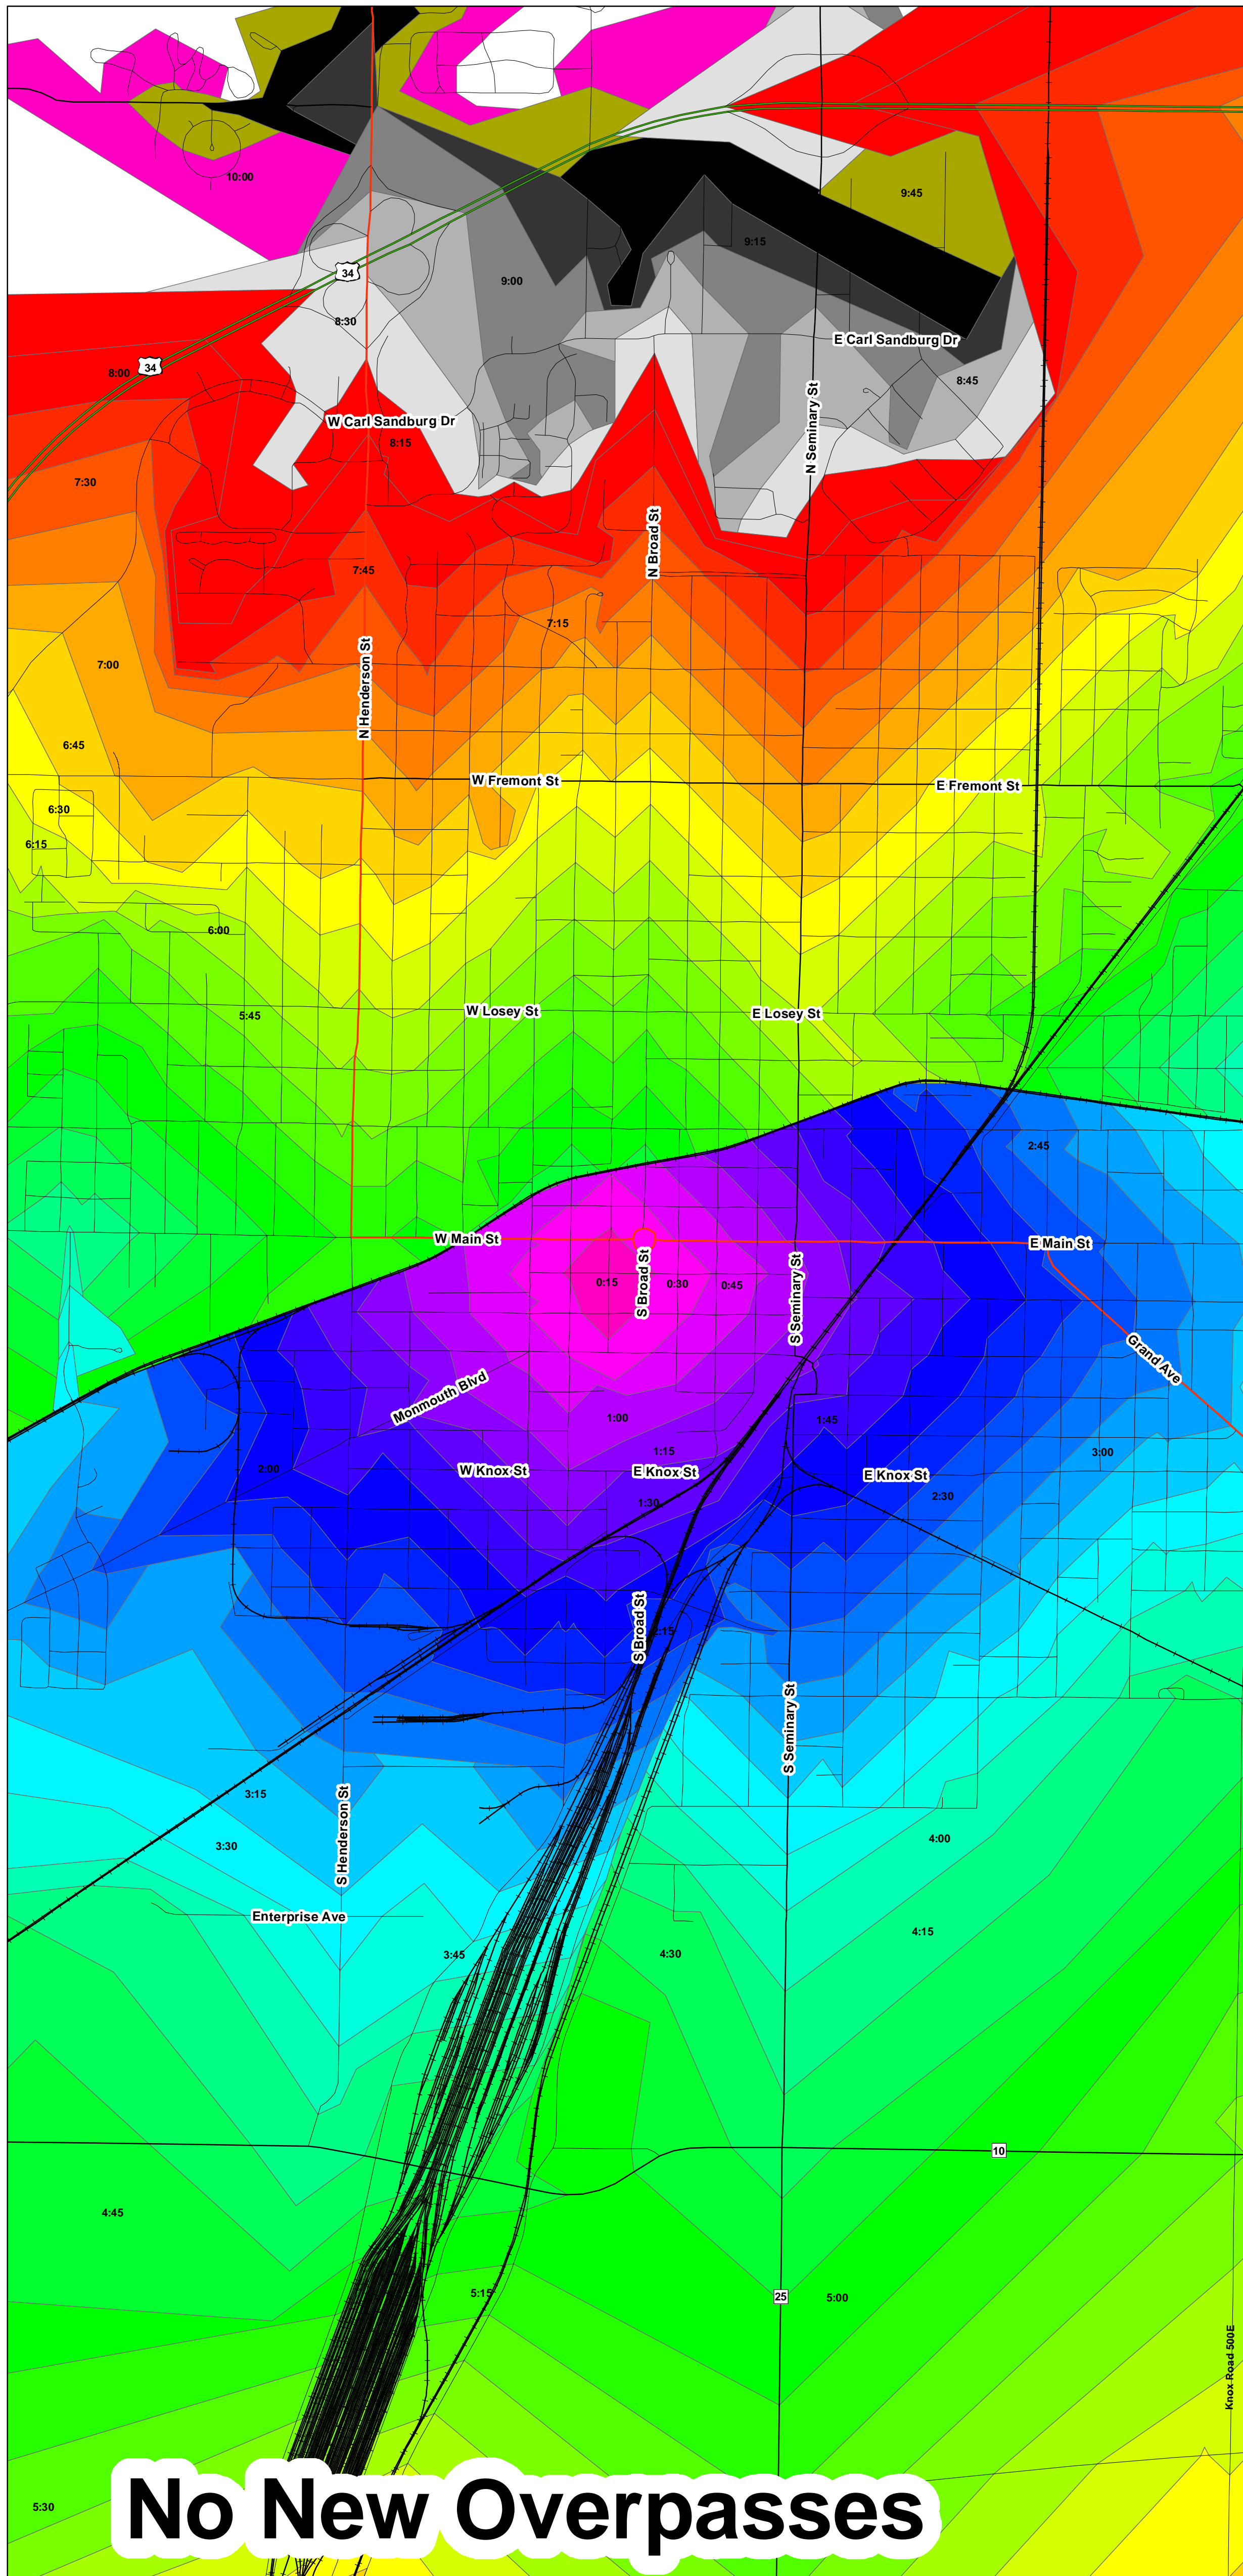 10:00
9:45
9:15
9:00
34
8:30
E Carl Sandburg Dr
34
8:00
8:45
N Seminary St
W Carl Sandburg Dr
8:15
7:30
N Broad St
7:45
7:15
7:00
N Henderson St
6:45
W Fremont St
E Fremont St
6:30
6:15
6:00
W Losey St
E Losey St
5:45
2:45
W Main St
E Main St
0:15
S Broad St
0:30
0:45
S Seminary St
Grand Ave
Monmouth Blvd
1:00
1:45
1:15
3:00
2:00
W Knox St
E Knox St
E Knox St
1:30
2:30
S Broad St
S Seminary St
3:15
S Henderson St
3:30
4:00
Enterprise Ave
4:15
3:45
4:30
10
4:45
5:15
25
5:00
Knox Road 500E
5:30
No New Overpasses